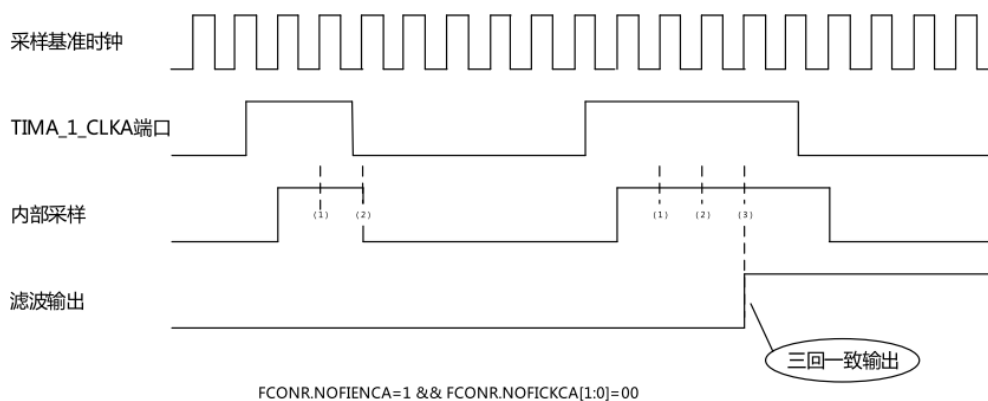 采样基准时钟
TIMA_1_CLKA端口
内部采样
(1) (2) (1) (2) (3)
滤波输出
三回一致输出
FCONR.NOFIENCA=1 && FCONR.NOFICKCA[1:0]=00